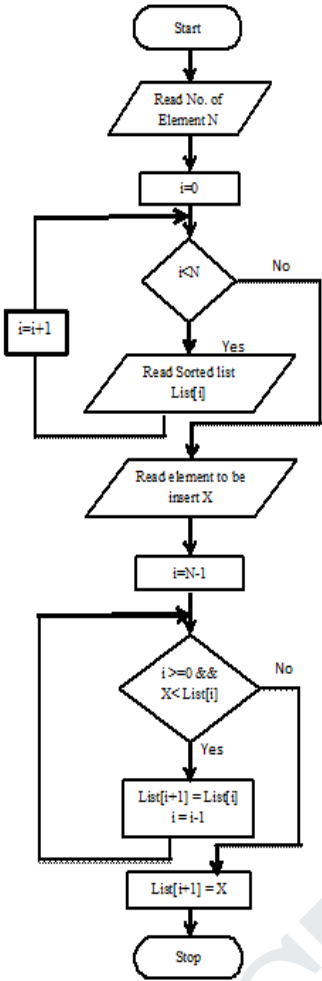 Start
Read No. of
Element N
i=0
i<N
No
Yes
i=i+1
Read Sorted list
List[i]
Read element to be
insert X
i=N-1
i >=0 &&
X< List[i]
No
Yes
List[i+1] = List[i]
i = i-1
List[i+1] = X
Stop